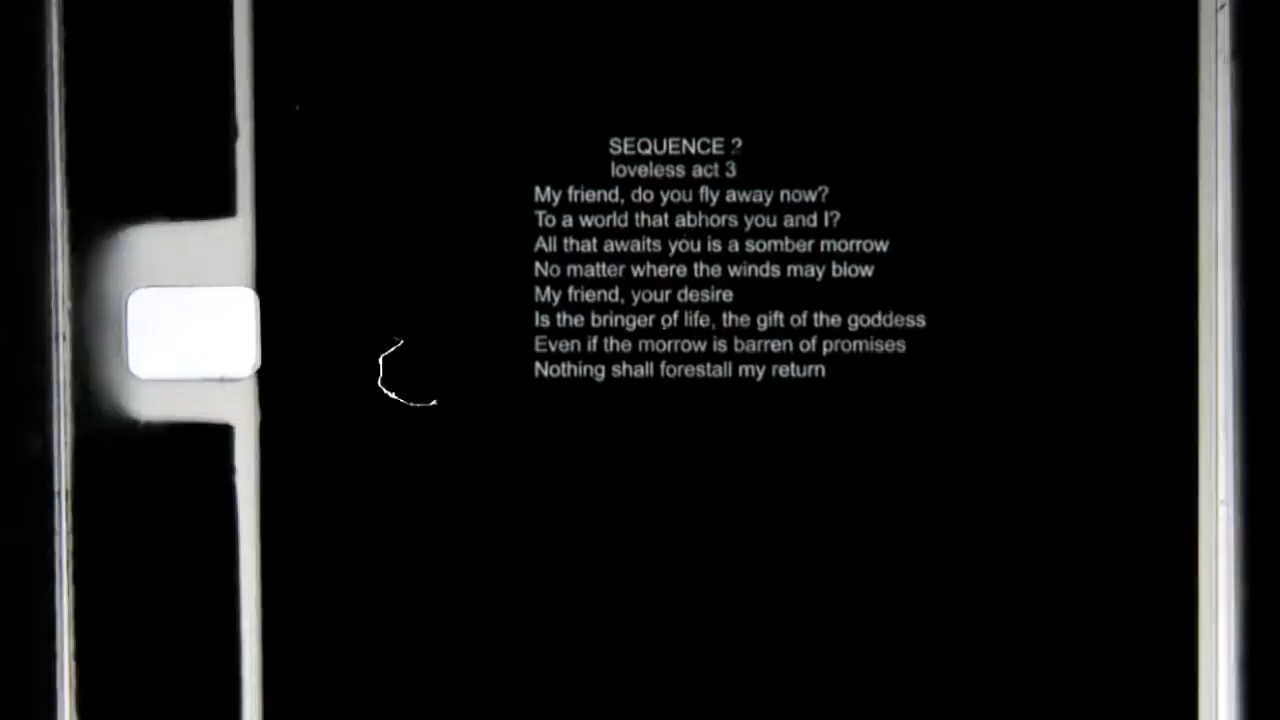 SEQUENCE ?
loveless act 3
My friend, do you fly away now?
To a world that abhors you and I?
All that awaits you is a somber morrow
No matter where the winds may blow
My friend, your desire
Is the bringer of life, the gift of the goddess
Even if the morrow is barren of promises
Nothing shall forestall my return